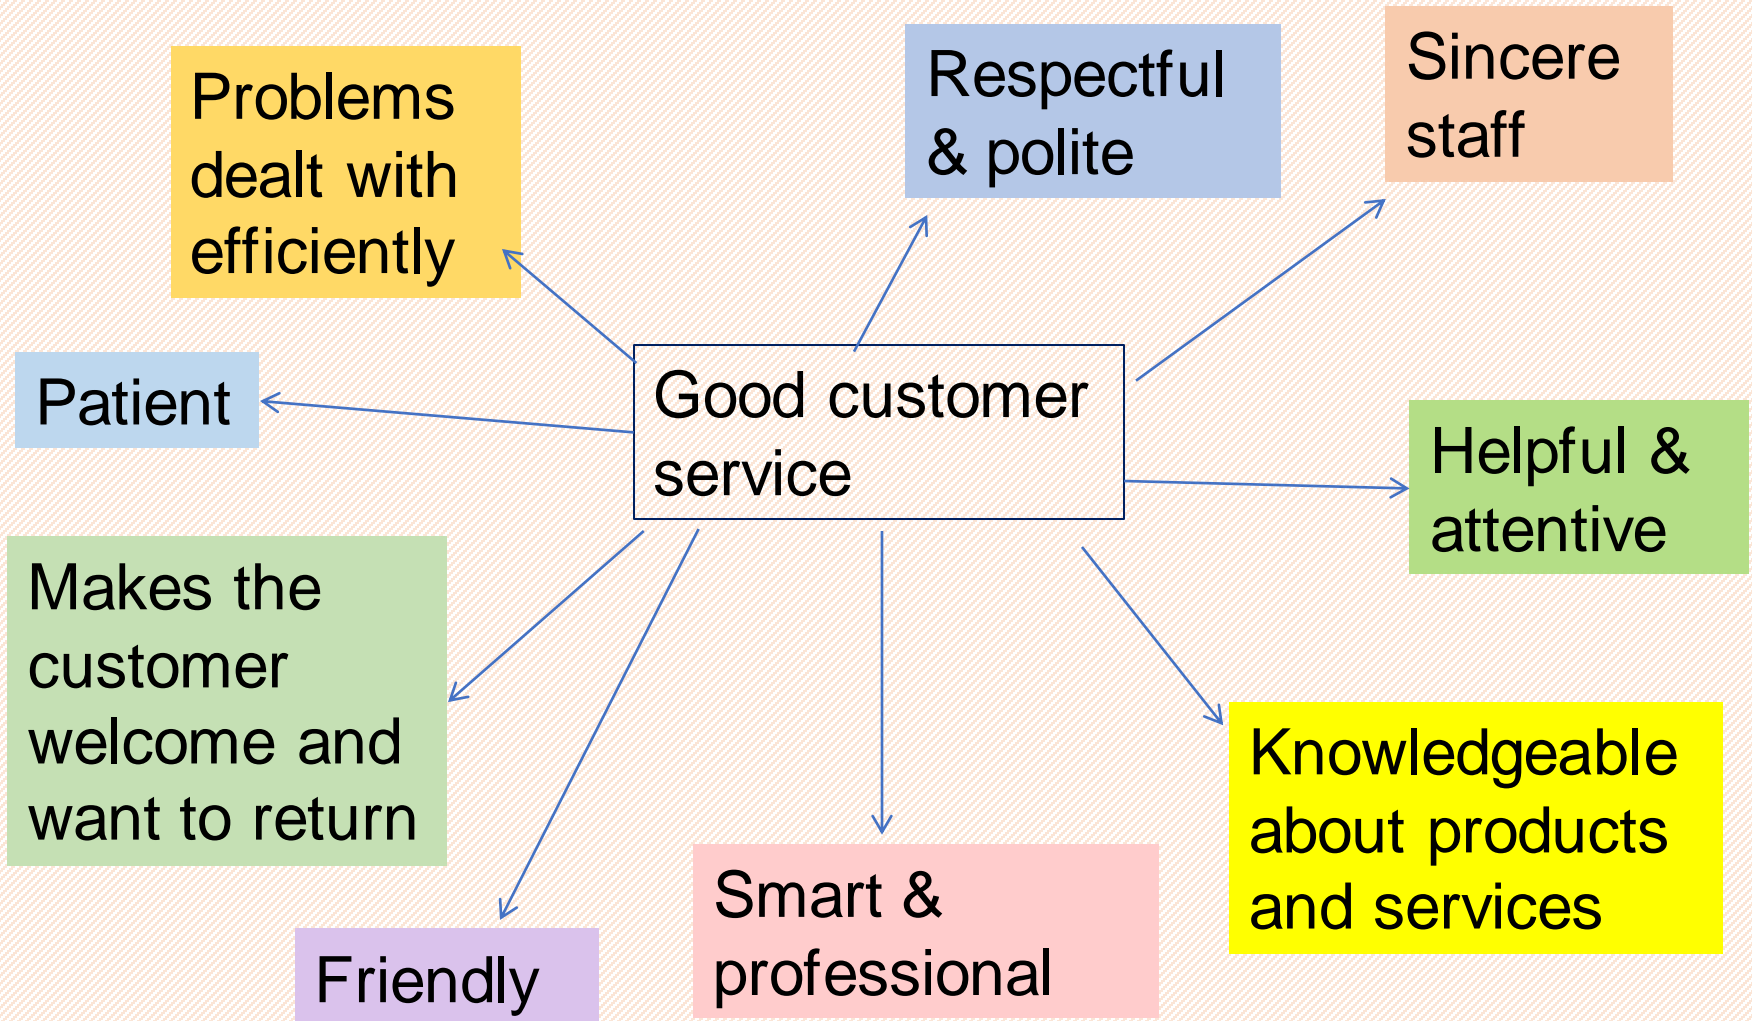 Problems
dealt with
efficiently
Respectful
& polite
Sincere
staff
Patient
Good customer
service
Helpful &
attentive
Makes the
customer
welcome and
want to return
Knowledgeable
about products
and services
Smart &
professional
Friendly